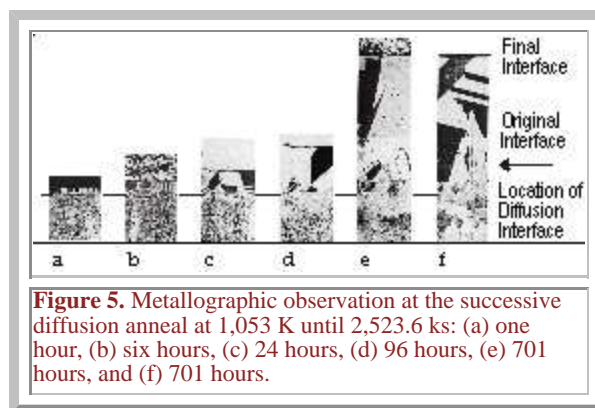 Final
Interface
Original
Interface
Location of
Diffusion
Interface
a b c d e f
Figure 5. Metallographic observation at the successive
diffusion anneal at 1,053 K until 2,523.6 ks: (a) one
hour, (b) six hours, (c) 24 hours, (d) 96 hours, (e) 701
hours, and (f) 701 hours.